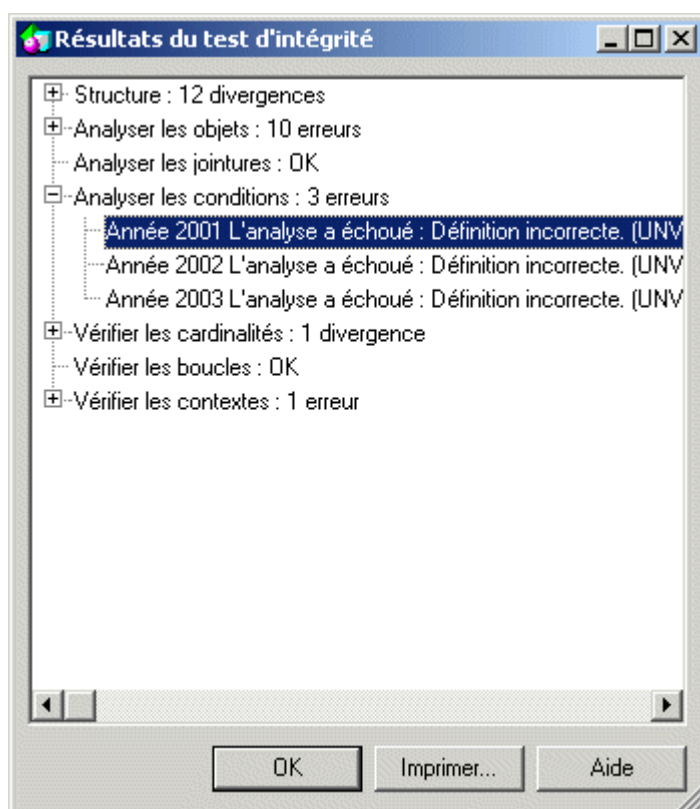 Résultats du test d'intégrité
Structure : 12 divergences
Analyser les objets : 10 erreurs
Analyser les jointures : OK
Analyser les conditions : 3 erreurs
Année 2001 L'analyse a échoué : Définition incorrecte. (UNV
Année 2002 L'analyse a échoué : Définition incorrecte. (UNV
Année 2003 L'analyse a échoué : Définition incorrecte. (UNV
Vérifier les cardinalités : 1 divergence
Vérifier les boucles : OK
Vérifier les contextes : 1 erreur
OK Imprimer... Aide